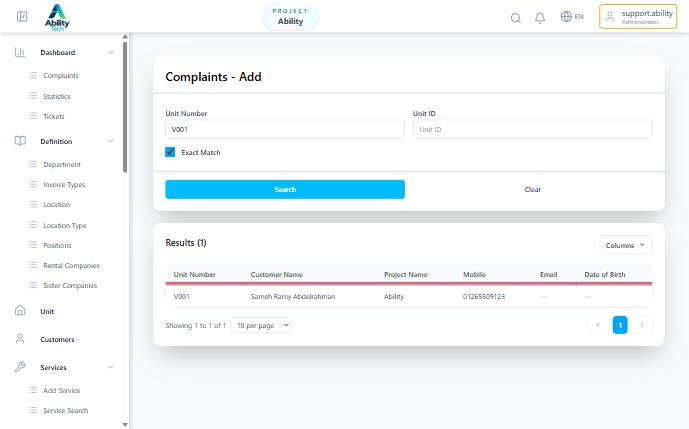 Ability
Tech
PROJECT
Ability
EN
support.ability
Administrator
Dashboard
Complaints
Statistics
Tickets
Definition
Department
Invoice Types
Location
Location Type
Positions
Rental Companies
Sister Companies
Unit
Customers
Services
Add Service
Service Search
Complaints - Add
Unit Number
Unit ID
V001
Unit ID
Exact Match
Search
Clear
Results (1)
Columns
Unit Number Customer Name Project Name Mobile Email Date of Birth
V001 Sameh Ramy Abdelrahman Ability 01265509123 — —
Showing 1 to 1 of 1 10 per page
1